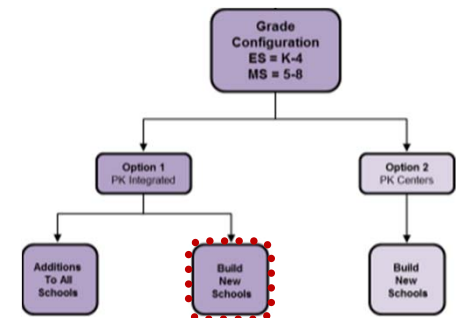 Grade
Configuration
ES = K-4
MS = 5-8
Option 1
PK Integrated
Option 2
PK Centers
Additions
To All
Schools
Build
New
Schools
Build
New
Schools